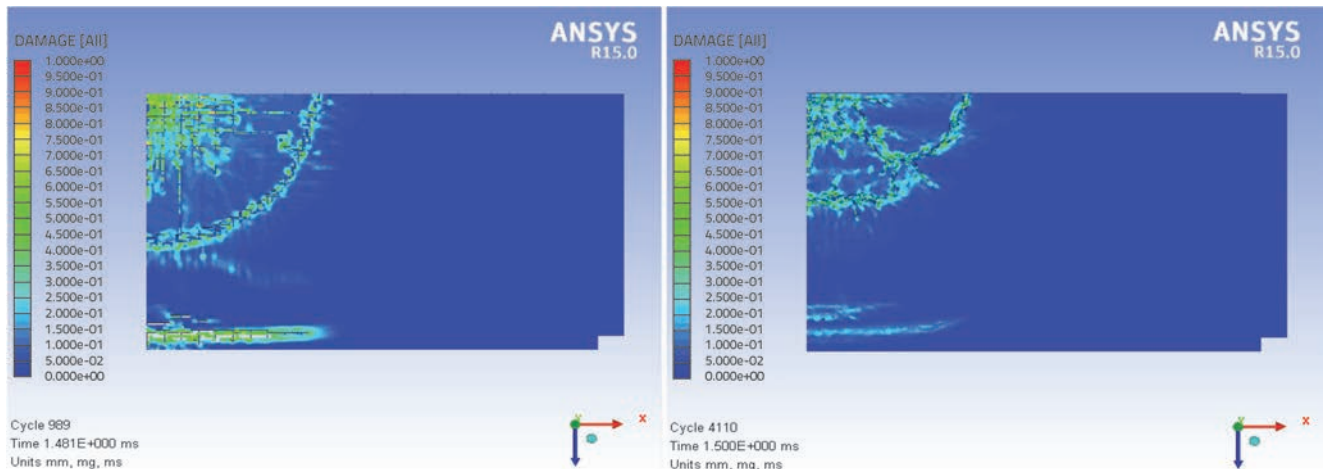 ANSYS
R15.0
DAMAGE [All]
1.000e+00
9.500e-01
9.000e-01
8.500e-01
8.000e-01
7.500e-01
7.000e-01
6.500e-01
6.000e-01
5.500e-01
5.000e-01
4.500e-01
4.000e-01
3.500e-01
3.000e-01
2.500e-01
2.000e-01
1.500e-01
1.000e-01
5.000e-02
0.000e+00
Cycle 989
Time 1.481E+000 ms
Units mm, mg, ms
Y
X
ANSYS
R15.0
DAMAGE [All]
1.000e+00
9.500e-01
9.000e-01
8.500e-01
8.000e-01
7.500e-01
7.000e-01
6.500e-01
6.000e-01
5.500e-01
5.000e-01
4.500e-01
4.000e-01
3.500e-01
3.000e-01
2.500e-01
2.000e-01
1.500e-01
1.000e-01
5.000e-02
0.000e+00
Cycle 4110
Time 1.500E+000 ms
Units mm, mg, ms
Y
X